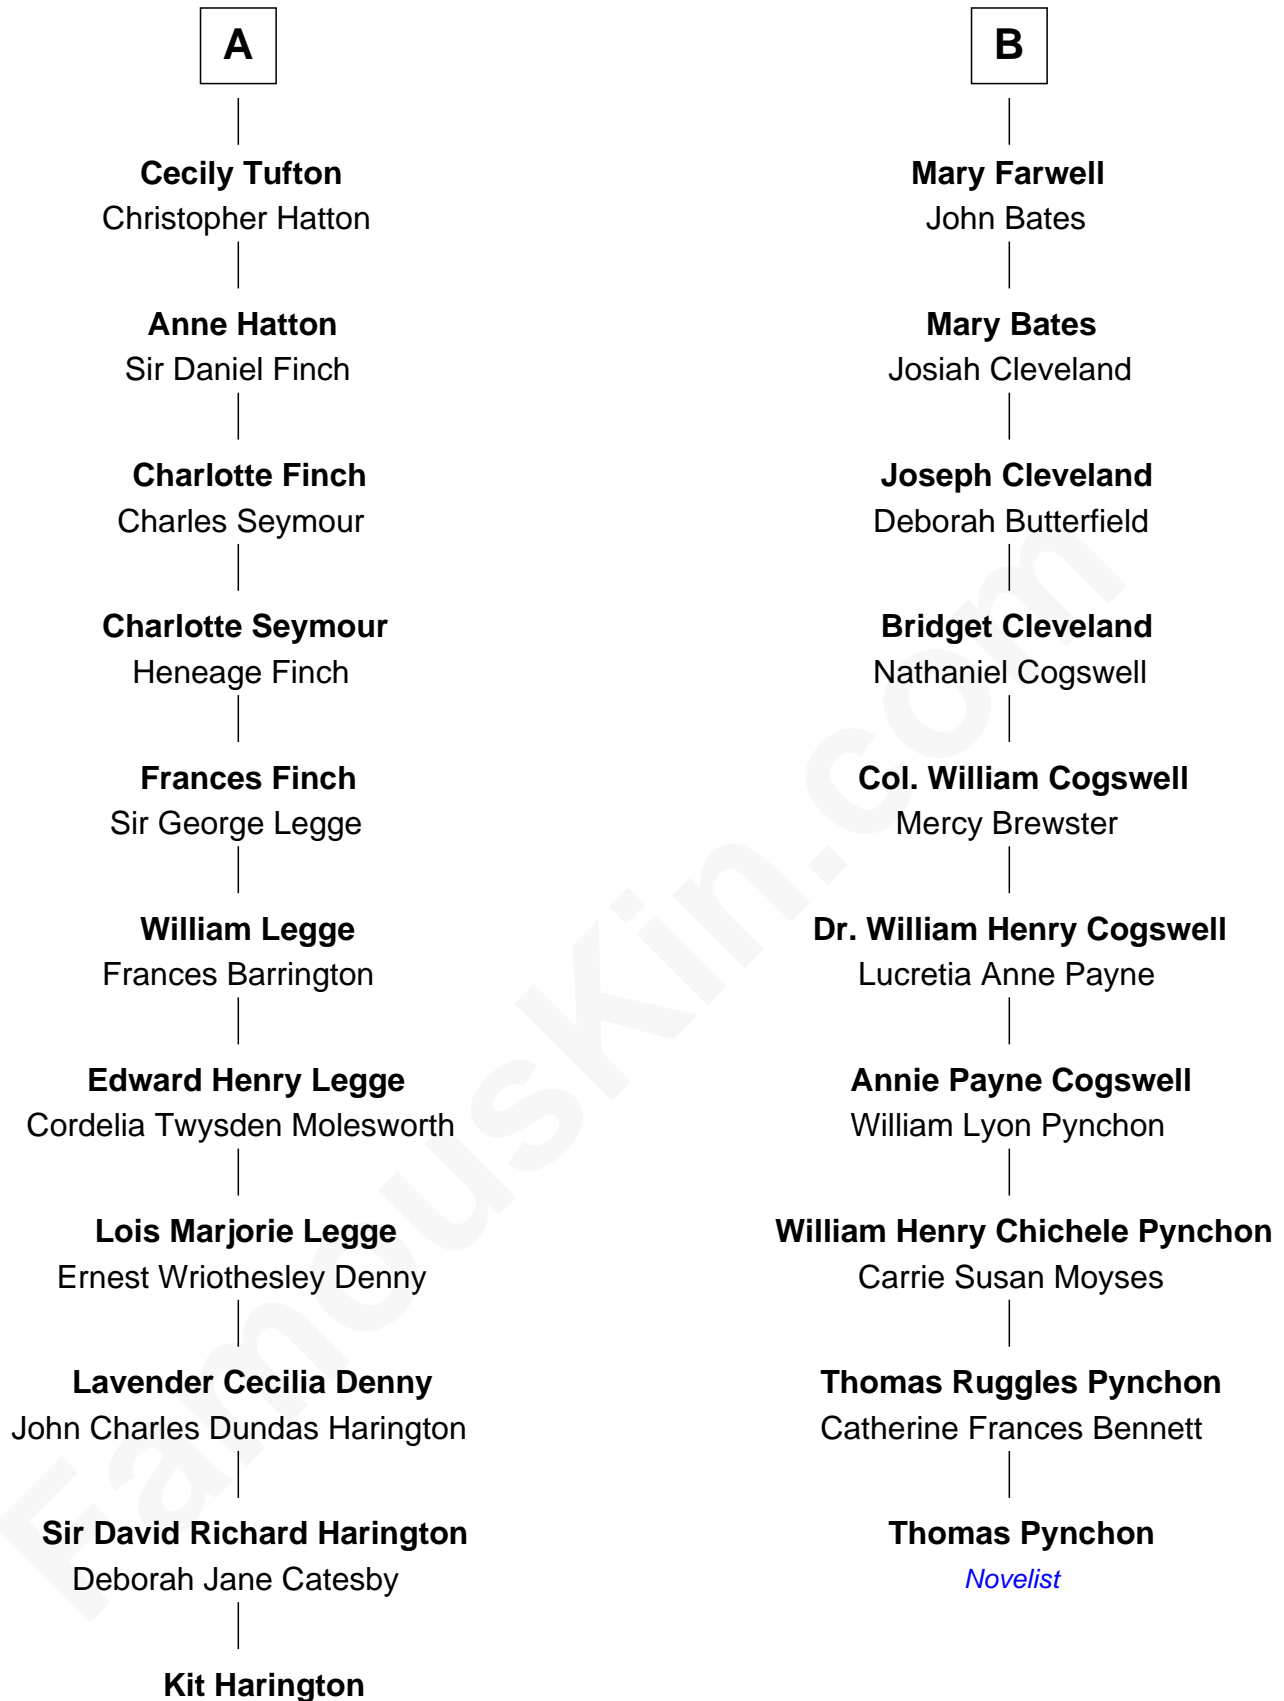 A
Cecily Tufton
Christopher Hatton
Anne Hatton
Sir Daniel Finch
Charlotte Finch
Charles Seymour
Charlotte Seymour
Heneage Finch
Frances Finch
Sir George Legge
William Legge
Frances Barrington
Edward Henry Legge
Cordelia Twysden Molesworth
Lois Marjorie Legge
Ernest Wriothesley Denny
Lavender Cecilia Denny
John Charles Dundas Harington
Sir David Richard Harington
Deborah Jane Catesby
Kit Harington
B
Mary Farwell
John Bates
Mary Bates
Josiah Cleveland
Joseph Cleveland
Deborah Butterfield
Bridget Cleveland
Nathaniel Cogswell
Col. William Cogswell
Mercy Brewster
Dr. William Henry Cogswell
Lucretia Anne Payne
Annie Payne Cogswell
William Lyon Pynchon
William Henry Chichele Pynchon
Carrie Susan Moyses
Thomas Ruggles Pynchon
Catherine Frances Bennett
Thomas Pynchon
Novelist
FamousKin.com